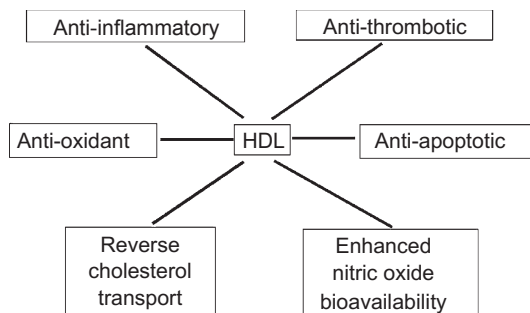 Anti-inflammatory
Anti-thrombotic
Anti-oxidant
HDL
Anti-apoptotic
Reverse
cholesterol
transport
Enhanced
nitric oxide
bioavailability